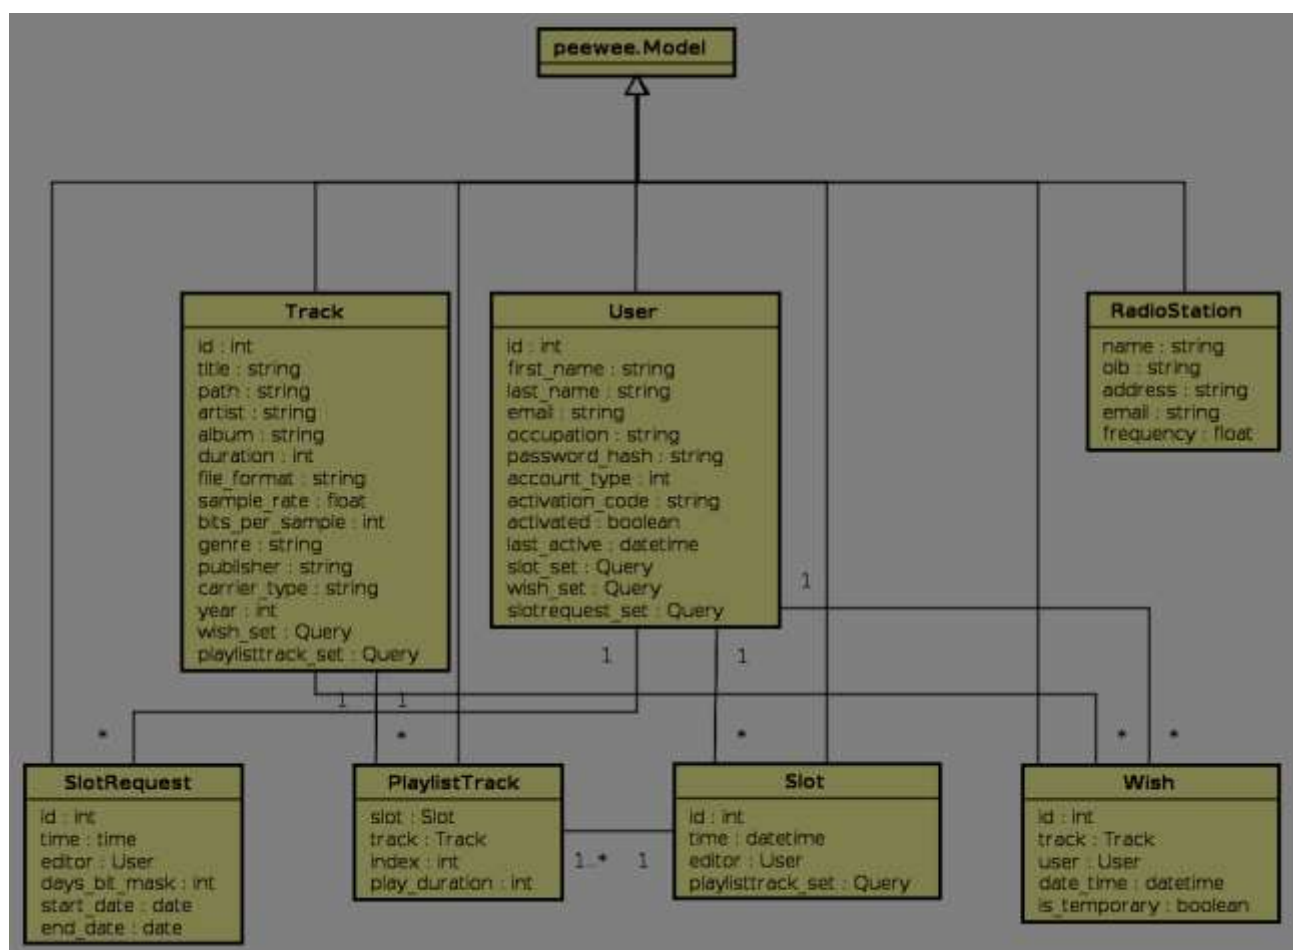 peewee.Model
Track
id : int
title : string
path : string
artist : string
album : string
duration : int
file_format : string
sample_rate : float
bits_per_sample : int
genre : string
publisher : string
carrier_type : string
year : int
wish_set : Query
playlisttrack_set : Query
User
id : int
first_name : string
last_name : string
email : string
occupation : string
password_hash : string
account_type : int
activation_code : string
activated : boolean
last_active : datetime
slot_set : Query
wish_set : Query
slotrequest_set : Query
RadioStation
name : string
oib : string
address : string
email : string
frequency : float
1
1
1
1
1
*
*
*
*
*
SlotRequest
id : int
time : time
editor : User
days_bit_mask : int
start_date : date
end_date : date
PlaylistTrack
slot : Slot
track : Track
index : int
play_duration : int
1..*
1
Slot
id : int
time : datetime
editor : User
playlisttrack_set : Query
Wish
id : int
track : Track
user : User
date_time : datetime
is_temporary : boolean